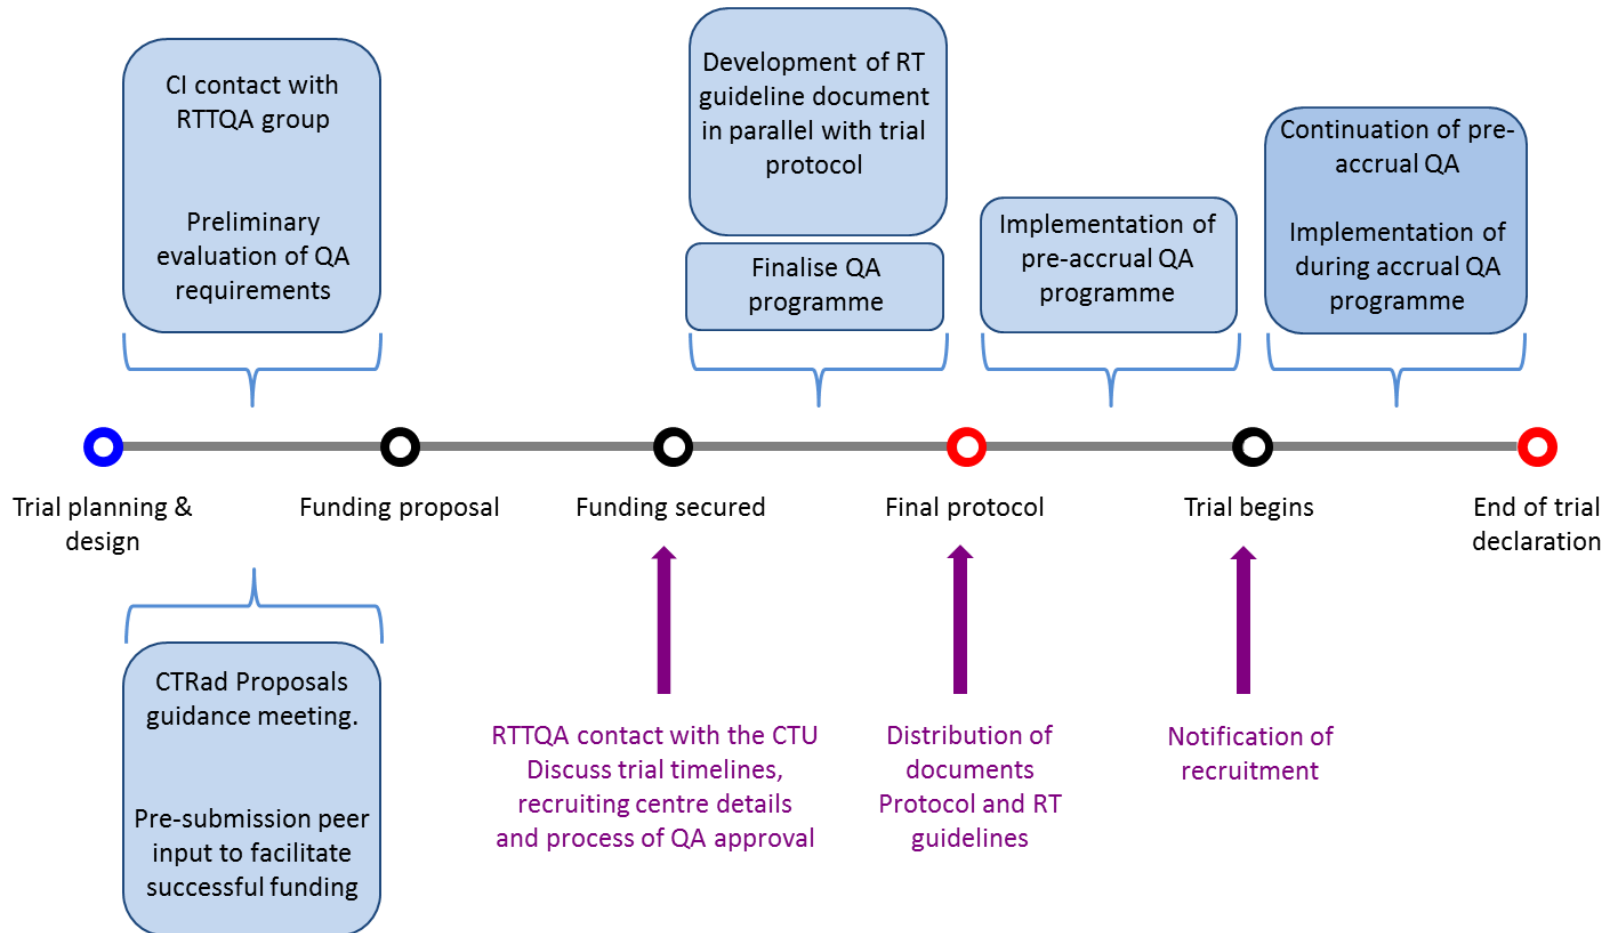 CI contact with
RTTQA group
Preliminary
evaluation of QA
requirements
Development of RT
guideline document
in parallel with trial
protocol
Finalise QA
programme
Implementation of
pre-accrual QA
programme
Continuation of pre-
accrual QA
Implementation of
during accrual QA
programme
Trial planning &
design
Funding proposal
Funding secured
Final protocol
Trial begins
End of trial
declaration
CTRad Proposals
guidance meeting.
Pre-submission peer
input to facilitate
successful funding
RTTQA contact with the CTU
Discuss trial timelines,
recruiting centre details
and process of QA approval
Distribution of
documents
Protocol and RT
guidelines
Notification of
recruitment